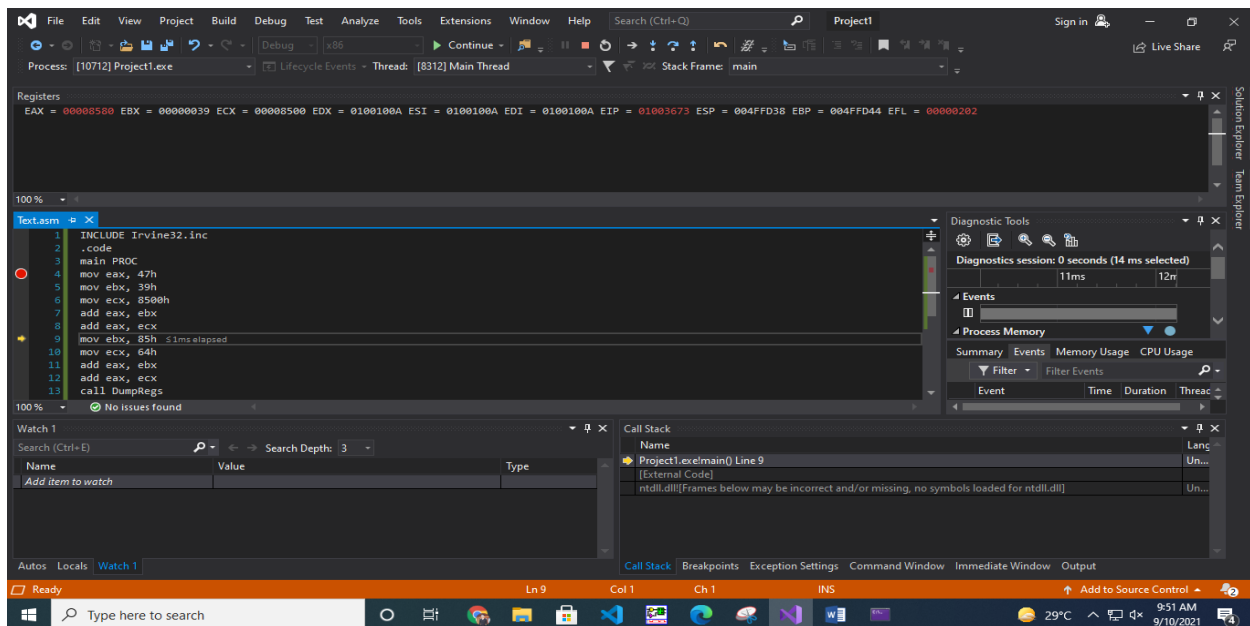 File Edit View Project Build Debug Test Analyze Tools Extensions Window Help Search (Ctrl+Q) Project1 Sign in
Debug x86 Continue Live Share
Process: [10712] Project1.exe Lifecycle Events Thread: [8312] Main Thread Stack Frame: main
Registers
EAX = 00008580 EBX = 00000039 ECX = 00008500 EDX = 0100100A ESI = 0100100A EDI = 0100100A EIP = 01003673 ESP = 004FFD38 EBP = 004FFD44 EFL = 00000202
Solution Explorer
Team Explorer
100 %
Text.asm
1 INCLUDE Irvine32.inc
2 .code
3 main PROC
4 mov eax, 47h
5 mov ebx, 39h
6 mov ecx, 8500h
7 add eax, ebx
8 add eax, ecx
9 mov ebx, 85h ≤1ms elapsed
10 mov ecx, 64h
11 add eax, ebx
12 add eax, ecx
13 call DumpRegs
100 % No issues found
Diagnostic Tools
Diagnostics session: 0 seconds (14 ms selected)
11ms 12m
Events
Process Memory
Summary Events Memory Usage CPU Usage
Filter Filter Events
Event Time Duration Thread
Watch 1
Search (Ctrl+E) Search Depth: 3
Name Value Type
Add item to watch
Autos Locals Watch 1
Call Stack
Name Lang
Project1.exe!main() Line 9 Un...
[External Code]
ntdll.dll![Frames below may be incorrect and/or missing, no symbols loaded for ntdll.dll] Un...
Call Stack Breakpoints Exception Settings Command Window Immediate Window Output
Ready Ln 9 Col 1 Ch 1 INS Add to Source Control 2
Type here to search 29°C 9:51 AM
9/10/2021 4